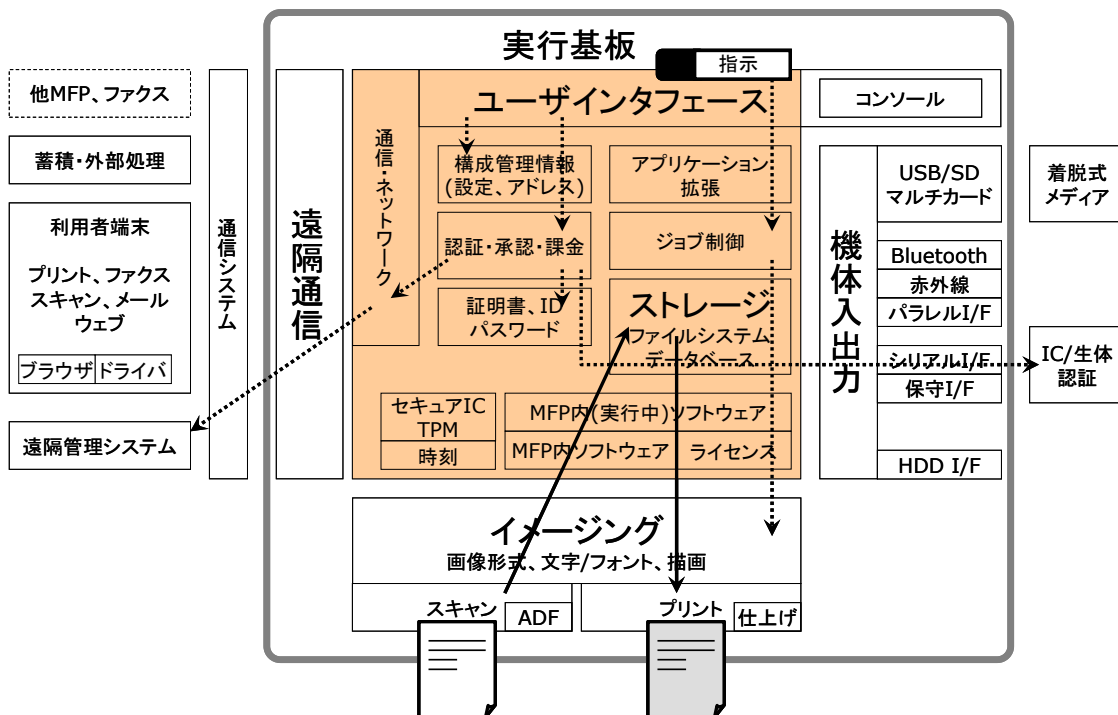 実行基板
指示
ユーザインタフェース
コンソール
他MFP、ファクス
蓄積・外部処理
利用者端末
プリント、ファクス
スキャン、メール
ウェブ
ブラウザ
ドライバ
遠隔管理システム
通信システム
遠隔通信
通信・ネットワーク
構成管理情報
(設定、アドレス)
アプリケーション
拡張
認証・承認・課金
ジョブ制御
証明書、ID
パスワード
ストレージ
ファイルシステム
データベース
セキュアIC
TPM
時刻
MFP内(実行中)ソフトウェア
MFP内ソフトウェア
ライセンス
機体入出力
USB/SD
マルチカード
Bluetooth
赤外線
パラレルI/F
シリアルI/F
保守I/F
HDD I/F
着脱式
メディア
IC/生体
認証
イメージング
画像形式、文字/フォント、描画
スキャン
ADF
プリント
仕上げ